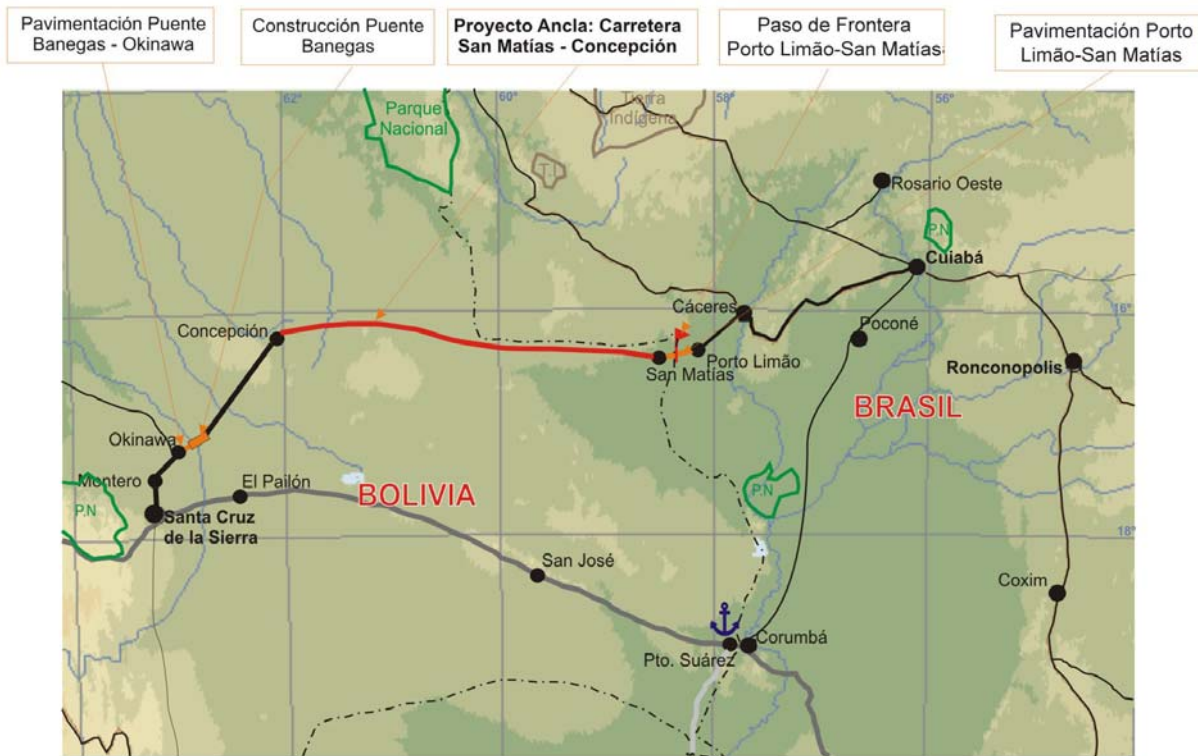 Pavimentación Puente
Banegas - Okinawa
Construcción Puente
Banegas
Proyecto Ancla: Carretera
San Matías - Concepción
Paso de Frontera
Porto Limão-San Matías
Pavimentación Porto
Limão-San Matías
62°
60°
58°
56°
Parque
Nacional
Tierra
Indígena
T.I
Rosario Oeste
P.N
Cuiabá
Cáceres
16°
Concepción
Poconé
San Matías
Porto Limão
Ronconopolis
BRASIL
Okinawa
Montero
El Pailón
BOLIVIA
P.N
P.N
Santa Cruz
de la Sierra
18°
San José
Coxim
Corumbá
Pto. Suárez